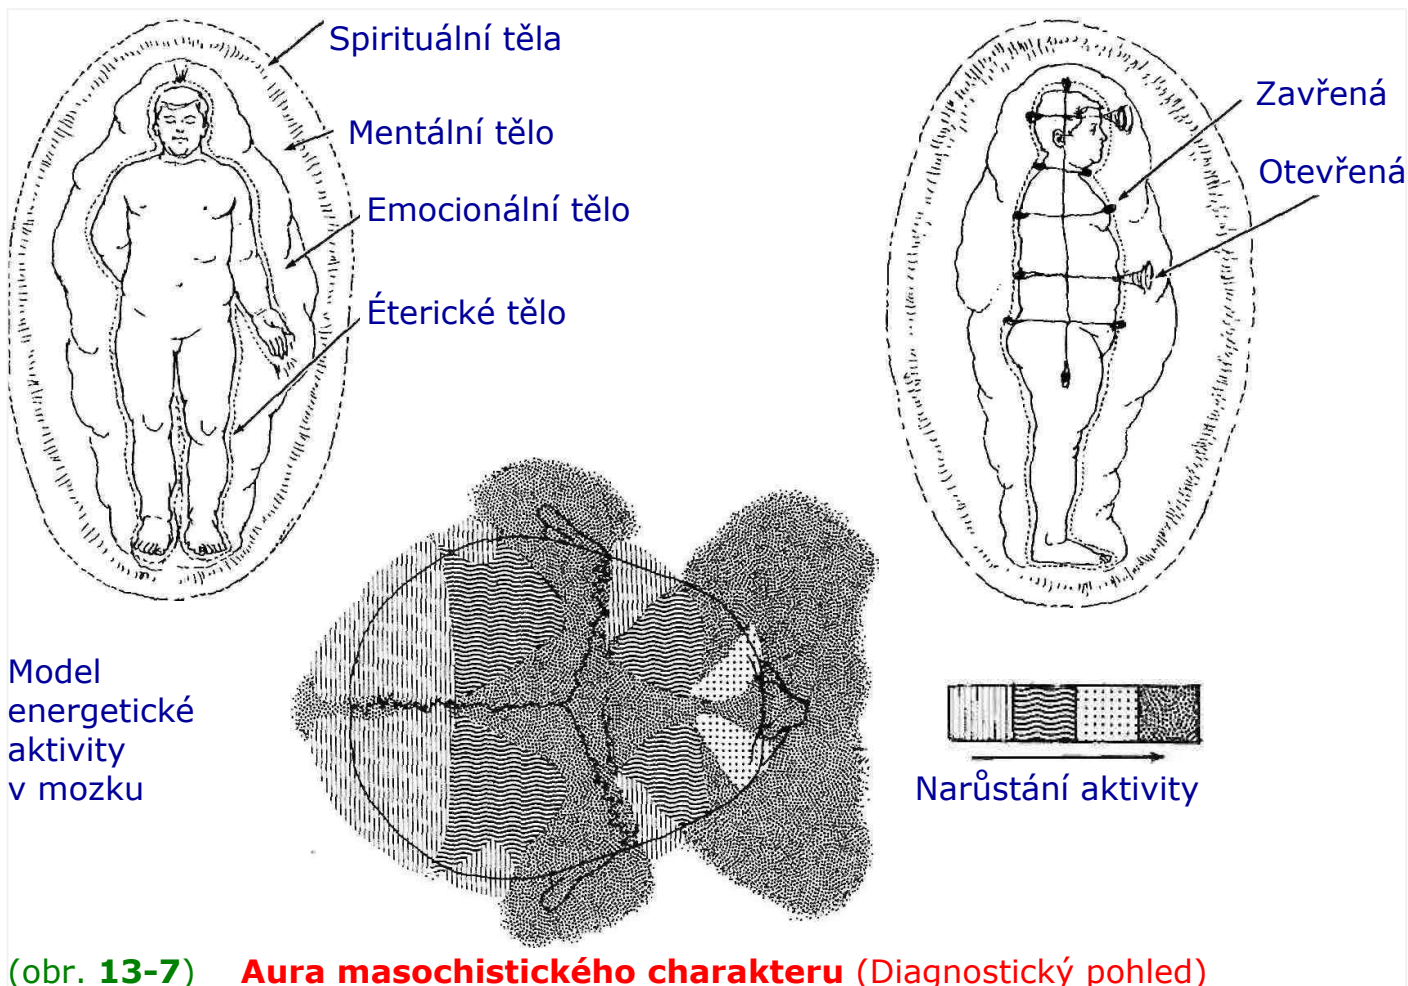 Spirituální těla
Mentální tělo
Emocionální tělo
Éterické tělo
Zavřená
Otevřená
Model
energetické
aktivity
v mozku
Narůstání aktivity
(obr. 13-7) Aura masochistického charakteru (Diagnostický pohled)